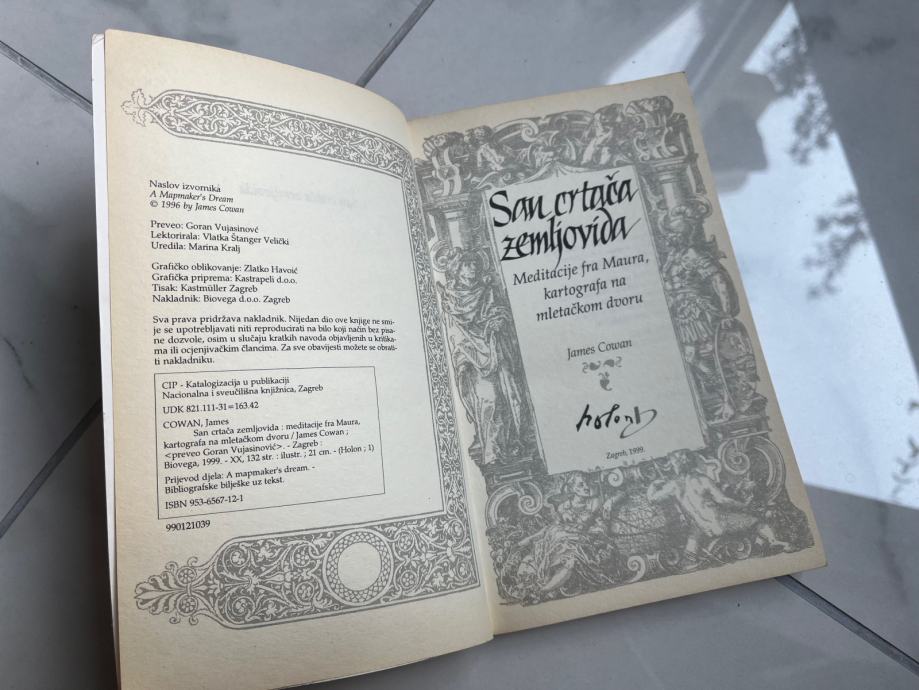 Naslov izvornika
A Mapmaker's Dream
© 1996 by James Cowan
Preveo: Goran Vujasinović
Lektorirala: Vlatka Štanger Velički
Uredila: Marina Kralj
Grafičko oblikovanje: Zlatko Havoić
Grafička priprema: Kastrapeli d.o.o.
Tisak: Kastmüller Zagreb
Nakladnik: Biovega d.o.o. Zagreb
Sva prava pridržava nakladnik. Nijedan dio ove knjige ne smi-
je se upotrebljavati niti reproducirati na bilo koji način bez pisa-
ne dozvole, osim u slučaju kratkih navoda objavljenih u kritika-
ma ili ocjenjivačkim člancima. Za sve obavijesti možete se obrati-
ti nakladniku.
CIP - Katalogizacija u publikaciji
Nacionalna i sveučilišna knjižnica, Zagreb
UDK 821.111-31=163.42
COWAN, James
San crtača zemljovida : meditacije fra Maura,
kartografa na mletačkom dvoru / James Cowan ;
<preveo Goran Vujasinović>. - Zagreb :
Biovega, 1999. - XX, 132 str. : ilustr. ; 21 cm. - (Holon ; 1)
Prijevod djela: A mapmaker's dream. -
Bibliografske bilješke uz tekst.
ISBN 953-6567-12-1
990121039
San crtača
zemljovida
Meditacije fra Maura,
kartografa na
mletačkom dvoru
James Cowan
holon
Zagreb, 1999.